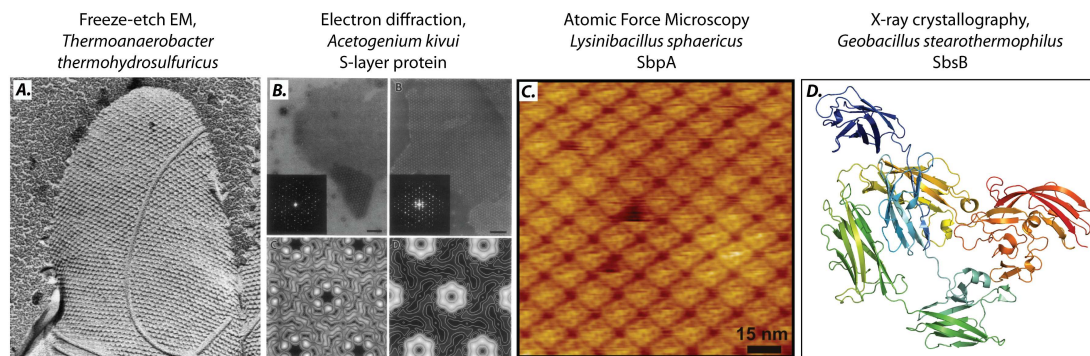 Freeze-etch EM,
Thermoanaerobacter
thermohydrosulfuricus
Electron diffraction,
Acetogenium kivui
S-layer protein
Atomic Force Microscopy
Lysinibacillus sphaericus
SbpA
X-ray crystallography,
Geobacillus stearothermophilus
SbsB
A.
B.
B
C
D
C.
15 nm
D.